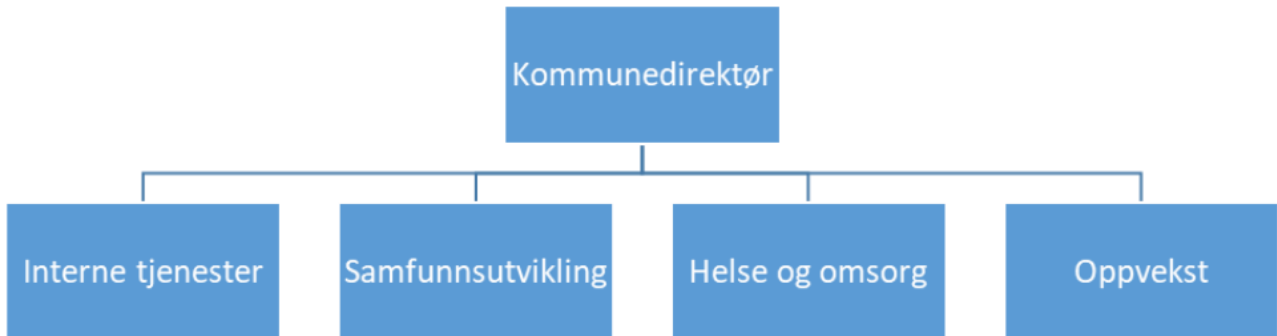 Kommunedirektør
Interne tjenester
Samfunnsutvikling
Helse og omsorg
Oppvekst